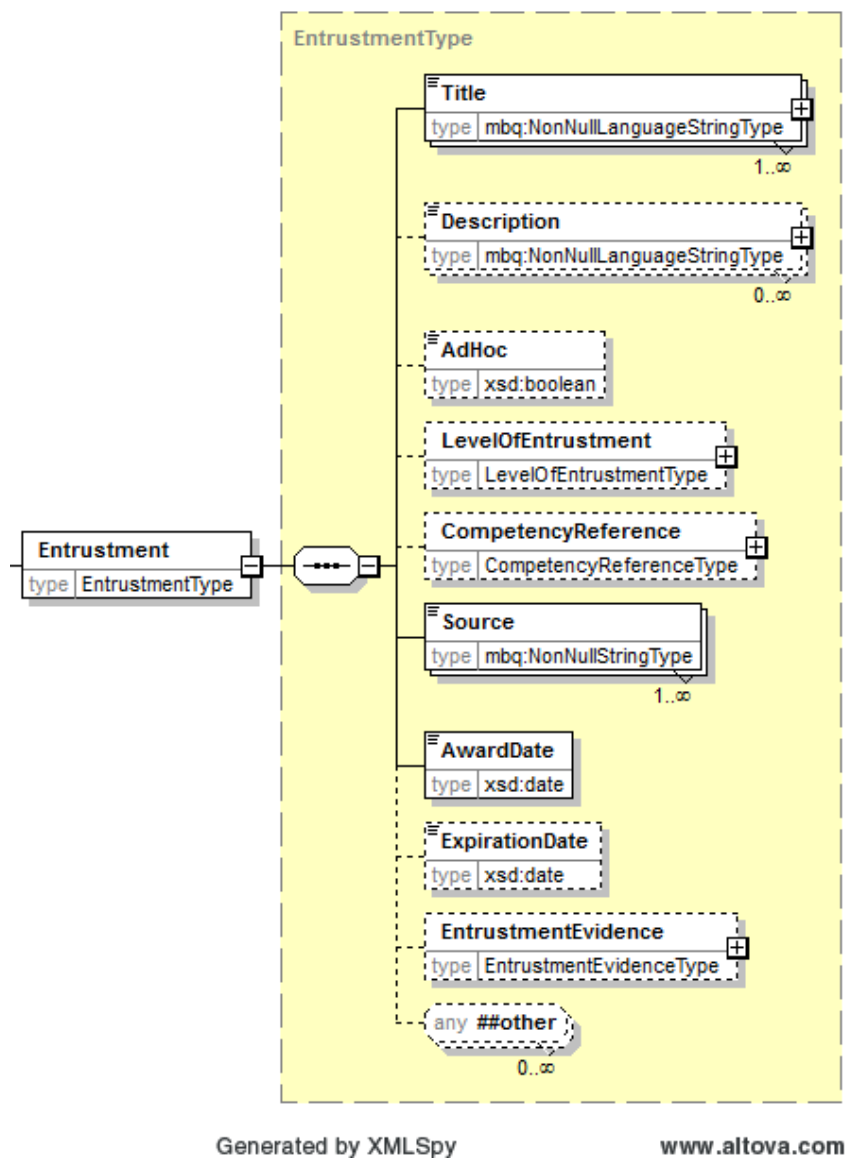 EntrustmentType
Title
type mbq:NonNullLanguageStringType
1..∞
Description
type mbq:NonNullLanguageStringType
0..∞
AdHoc
type xsd:boolean
LevelOfEntrustment
type LevelOfEntrustmentType
CompetencyReference
type CompetencyReferenceType
Entrustment
type EntrustmentType
Source
type mbq:NonNullStringType
1..∞
AwardDate
type xsd:date
ExpirationDate
type xsd:date
EntrustmentEvidence
type EntrustmentEvidenceType
any ##other
0..∞
Generated by XMLSpy www.altova.com